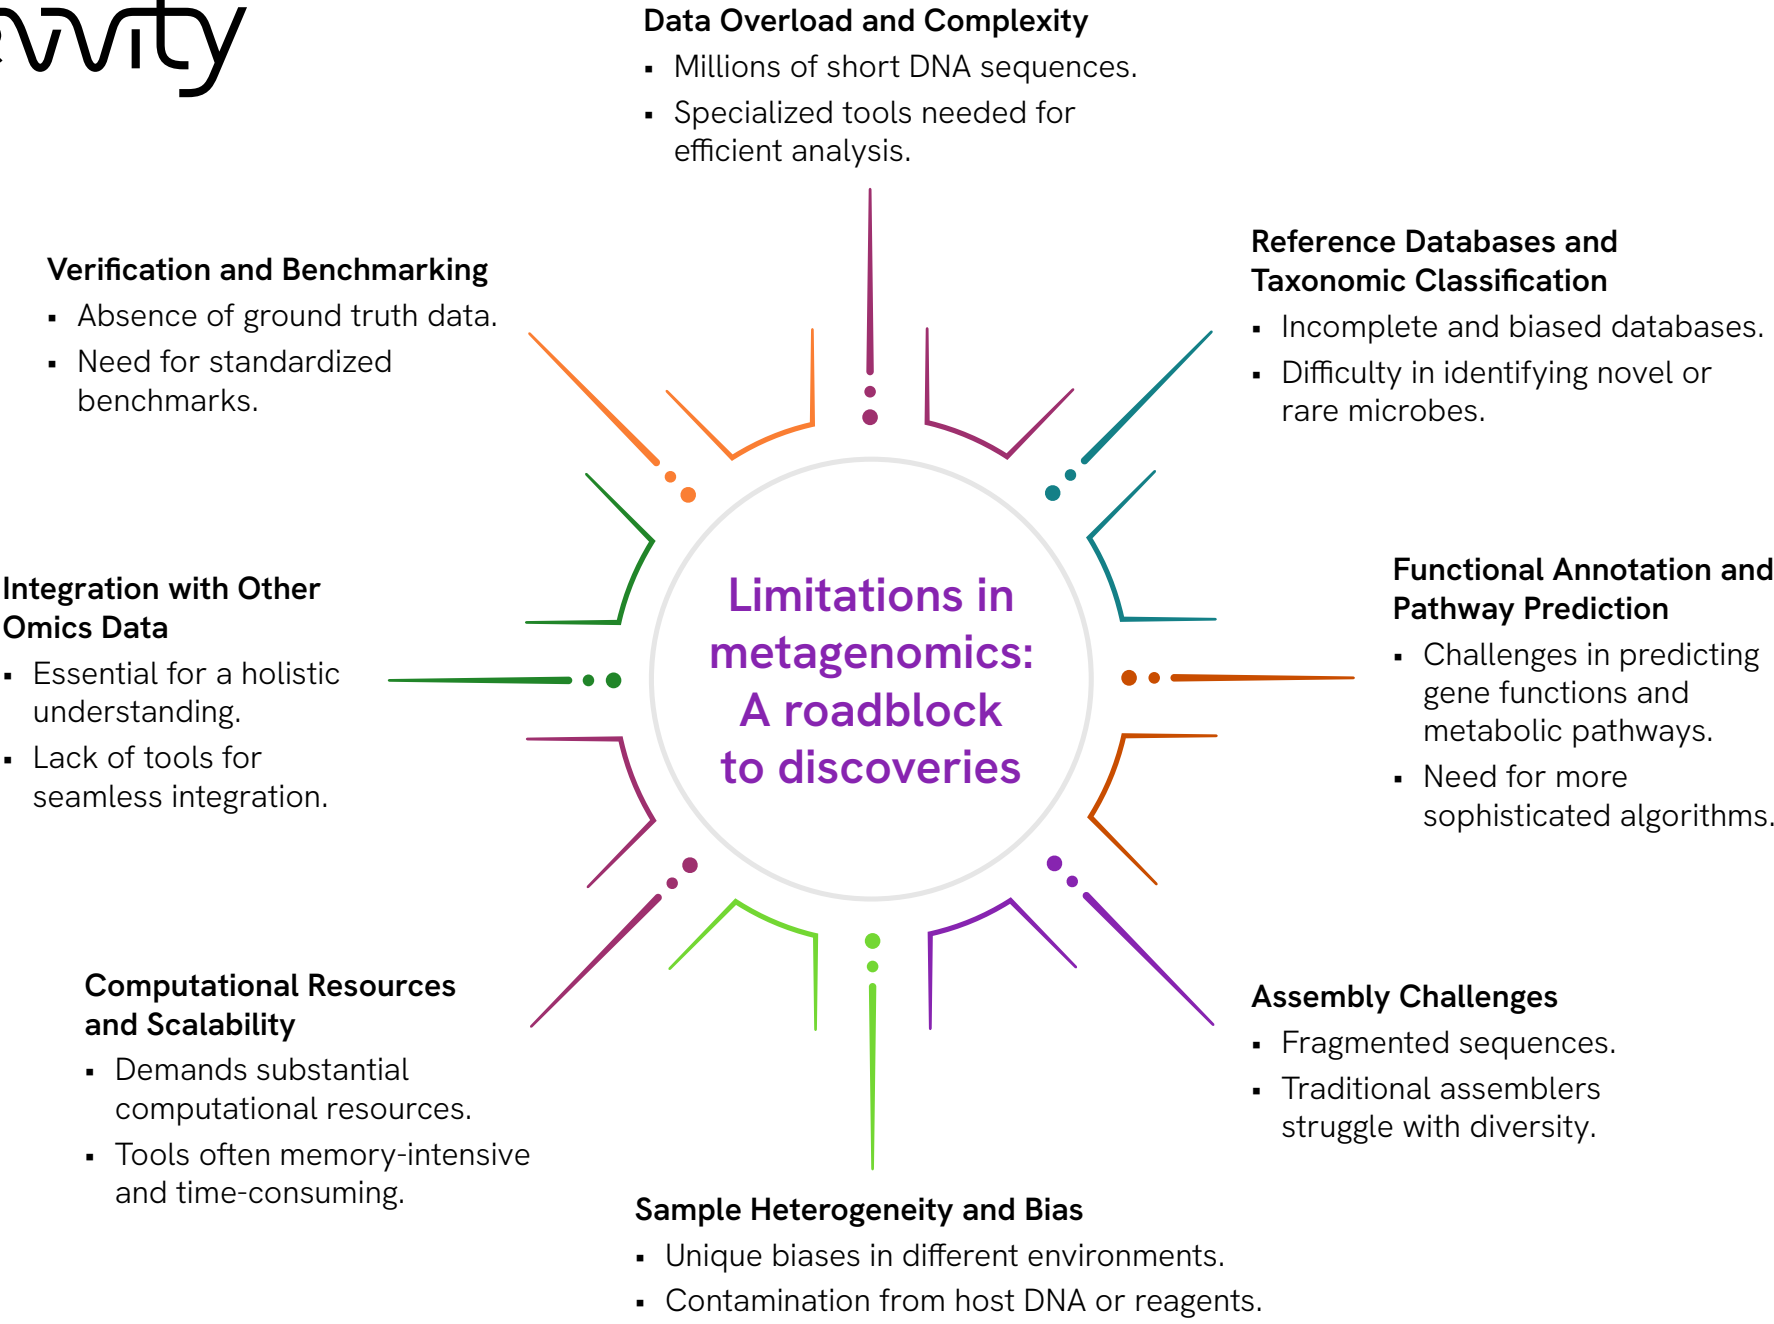 Data Overload and Complexity
▪ Millions of short DNA sequences.
▪ Specialized tools needed for
efficient analysis.
Reference Databases and
Taxonomic Classification
▪ Incomplete and biased databases.
▪ Difficulty in identifying novel or
rare microbes.
Functional Annotation and
Pathway Prediction
▪ Challenges in predicting
gene functions and
metabolic pathways.
▪ Need for more
sophisticated algorithms.
Assembly Challenges
▪ Fragmented sequences.
▪ Traditional assemblers
struggle with diversity.
Sample Heterogeneity and Bias
▪ Unique biases in different environments.
▪ Contamination from host DNA or reagents.
Computational Resources
and Scalability
▪ Demands substantial
computational resources.
▪ Tools often memory-intensive
and time-consuming.
Integration with Other
Omics Data
▪ Essential for a holistic
understanding.
▪ Lack of tools for
seamless integration.
Verification and Benchmarking
▪ Absence of ground truth data.
▪ Need for standardized
benchmarks.
Limitations in
metagenomics:
A roadblock
to discoveries